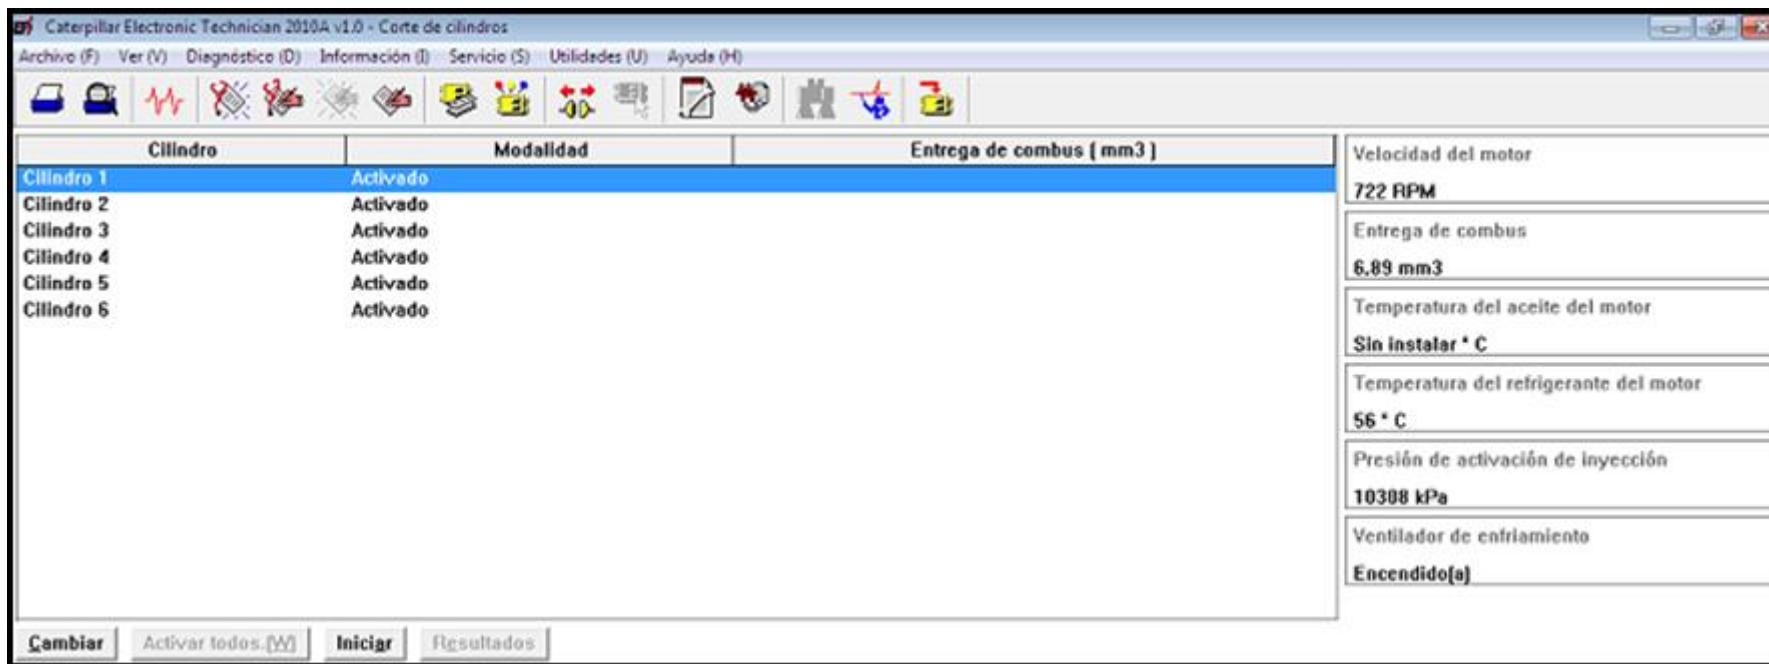 Caterpillar Electronic Technician 2010A v1.0 - Corte de cilindros
Archivo (F) Ver (V) Diagnóstico (D) Información (I) Servicio (S) Utilidades (U) Ayuda (H)
Cilindro Modalidad Entrega de combus ( mm3 )
Cilindro 1 Activado
Cilindro 2 Activado
Cilindro 3 Activado
Cilindro 4 Activado
Cilindro 5 Activado
Cilindro 6 Activado
Velocidad del motor
722 RPM
Entrega de combus
6.89 mm3
Temperatura del aceite del motor
Sin instalar ° C
Temperatura del refrigerante del motor
56 ° C
Presión de activación de inyección
10308 kPa
Ventilador de enfriamiento
Encendido(a)
Cambiar Activar todos.(W) Iniciar Resultados